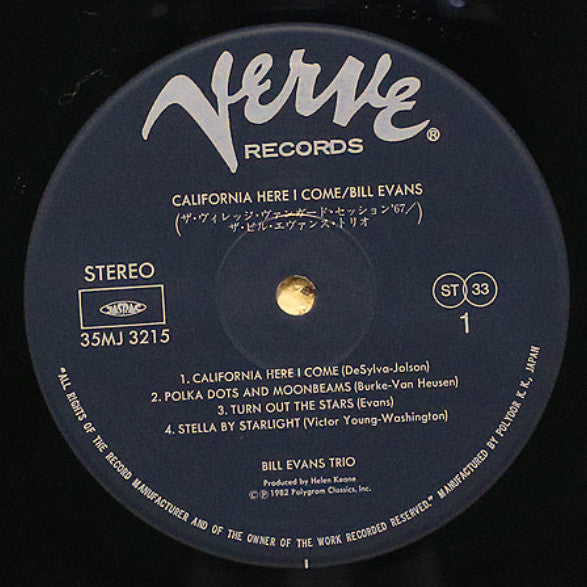 Verve®
RECORDS
CALIFORNIA HERE I COME/BILL EVANS
(ザ・ヴィレッジ・ヴァンガード・セッション'67/
ザ・ビル・エヴァンス・トリオ)
STEREO
JASRAC
35MJ 3215
ST 33
1
1. CALIFORNIA HERE I COME (DeSylva-Jolson)
2. POLKA DOTS AND MOONBEAMS (Burke-Van Heusen)
3. TURN OUT THE STARS (Evans)
4. STELLA BY STARLIGHT (Victor Young-Washington)
BILL EVANS TRIO
Produced by Helen Keane
© ℗ 1982 Polygram Classics, Inc.
"ALL RIGHTS OF THE RECORD MANUFACTURER AND OF THE OWNER OF THE WORK RECORDED RESERVED." MANUFACTURED BY POLYDOR K. K., JAPAN
I